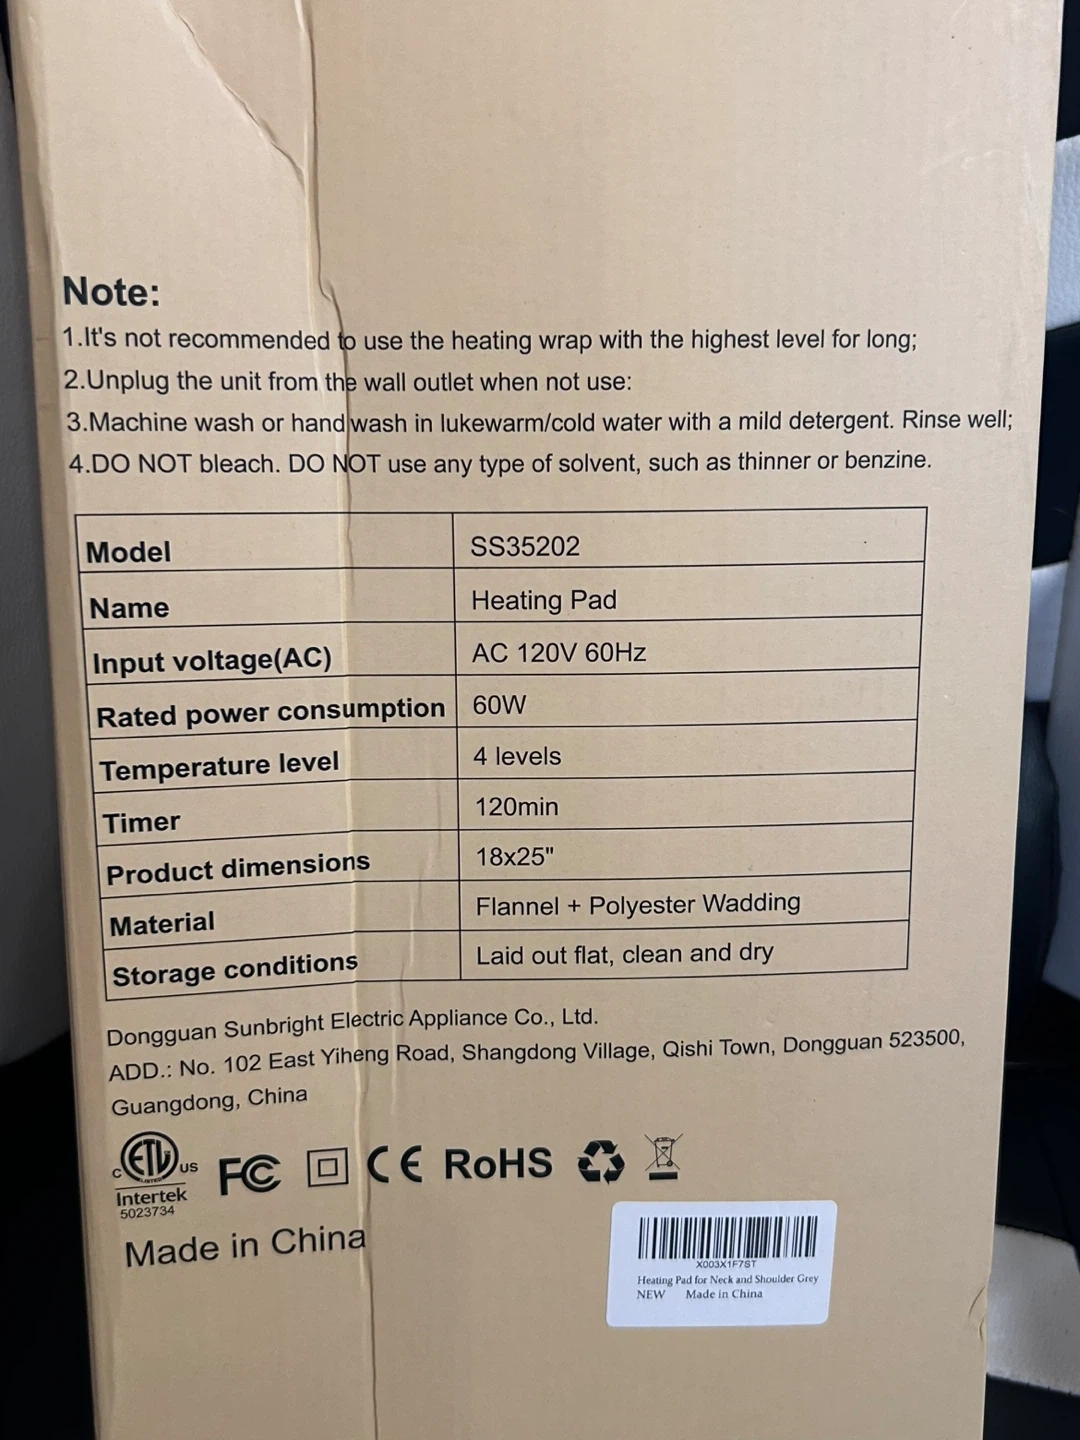 Note:
1.It's not recommended to use the heating wrap with the highest level for long;
2.Unplug the unit from the wall outlet when not use:
3.Machine wash or hand wash in lukewarm/cold water with a mild detergent. Rinse well;
4.DO NOT bleach. DO NOT use any type of solvent, such as thinner or benzine.
Model SS35202
Name Heating Pad
Input voltage(AC) AC 120V 60Hz
Rated power consumption 60W
Temperature level 4 levels
Timer 120min
Product dimensions 18x25"
Material Flannel + Polyester Wadding
Storage conditions Laid out flat, clean and dry
Dongguan Sunbright Electric Appliance Co., Ltd.
ADD.: No. 102 East Yiheng Road, Shangdong Village, Qishi Town, Dongguan 523500,
Guangdong, China
C ETL US LISTED FC CE RoHS
Intertek
5023734
Made in China
X003X1F7ST
Heating Pad for Neck and Shoulder Grey
NEW Made in China